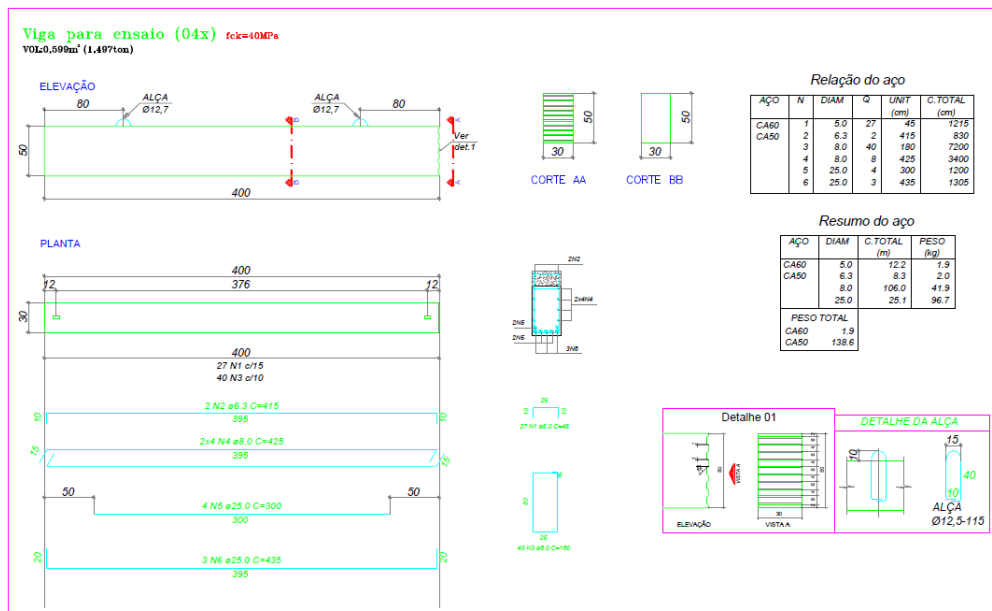 Viga para ensaio (04x) fck=40MPa
VOL:0,599m³ (1,497ton)
ELEVAÇÃO
80
ALÇA
Ø12,7
ALÇA
Ø12,7
80
50
B
B
A
A
Ver
det.1
400
50
30
CORTE AA
50
30
CORTE BB
Relação do aço
AÇO N DIAM Q UNIT C.TOTAL
(cm) (cm)
CA60 1 5.0 27 45 1215
CA50 2 6.3 2 415 830
3 8.0 40 180 7200
4 8.0 8 425 3400
5 25.0 4 300 1200
6 25.0 3 435 1305
Resumo do aço
AÇO DIAM C.TOTAL PESO
(m) (kg)
CA60 5.0 12.2 1.9
CA50 6.3 8.3 2.0
8.0 106.0 41.9
25.0 25.1 96.7
PESO TOTAL
CA60 1.9
CA50 138.6
PLANTA
400
12 376 12
30
400
27 N1 c/15
40 N3 c/10
2N2
2x4N4
2N5
2N5
3N6
2 N2 ø6.3 C=415
10 395 10
2x4 N4 ø8.0 C=425
15 395 15
50 50
4 N5 ø25.0 C=300
300
3 N6 ø25.0 C=435
20 395 20
27 N1 ø5.0 C=45
40 N3 ø8.0 C=180
Detalhe 01
VISTA A
30
ELEVAÇÃO
VISTA A
DETALHE DA ALÇA
10
15
40
10
ALÇA
Ø12,5-115